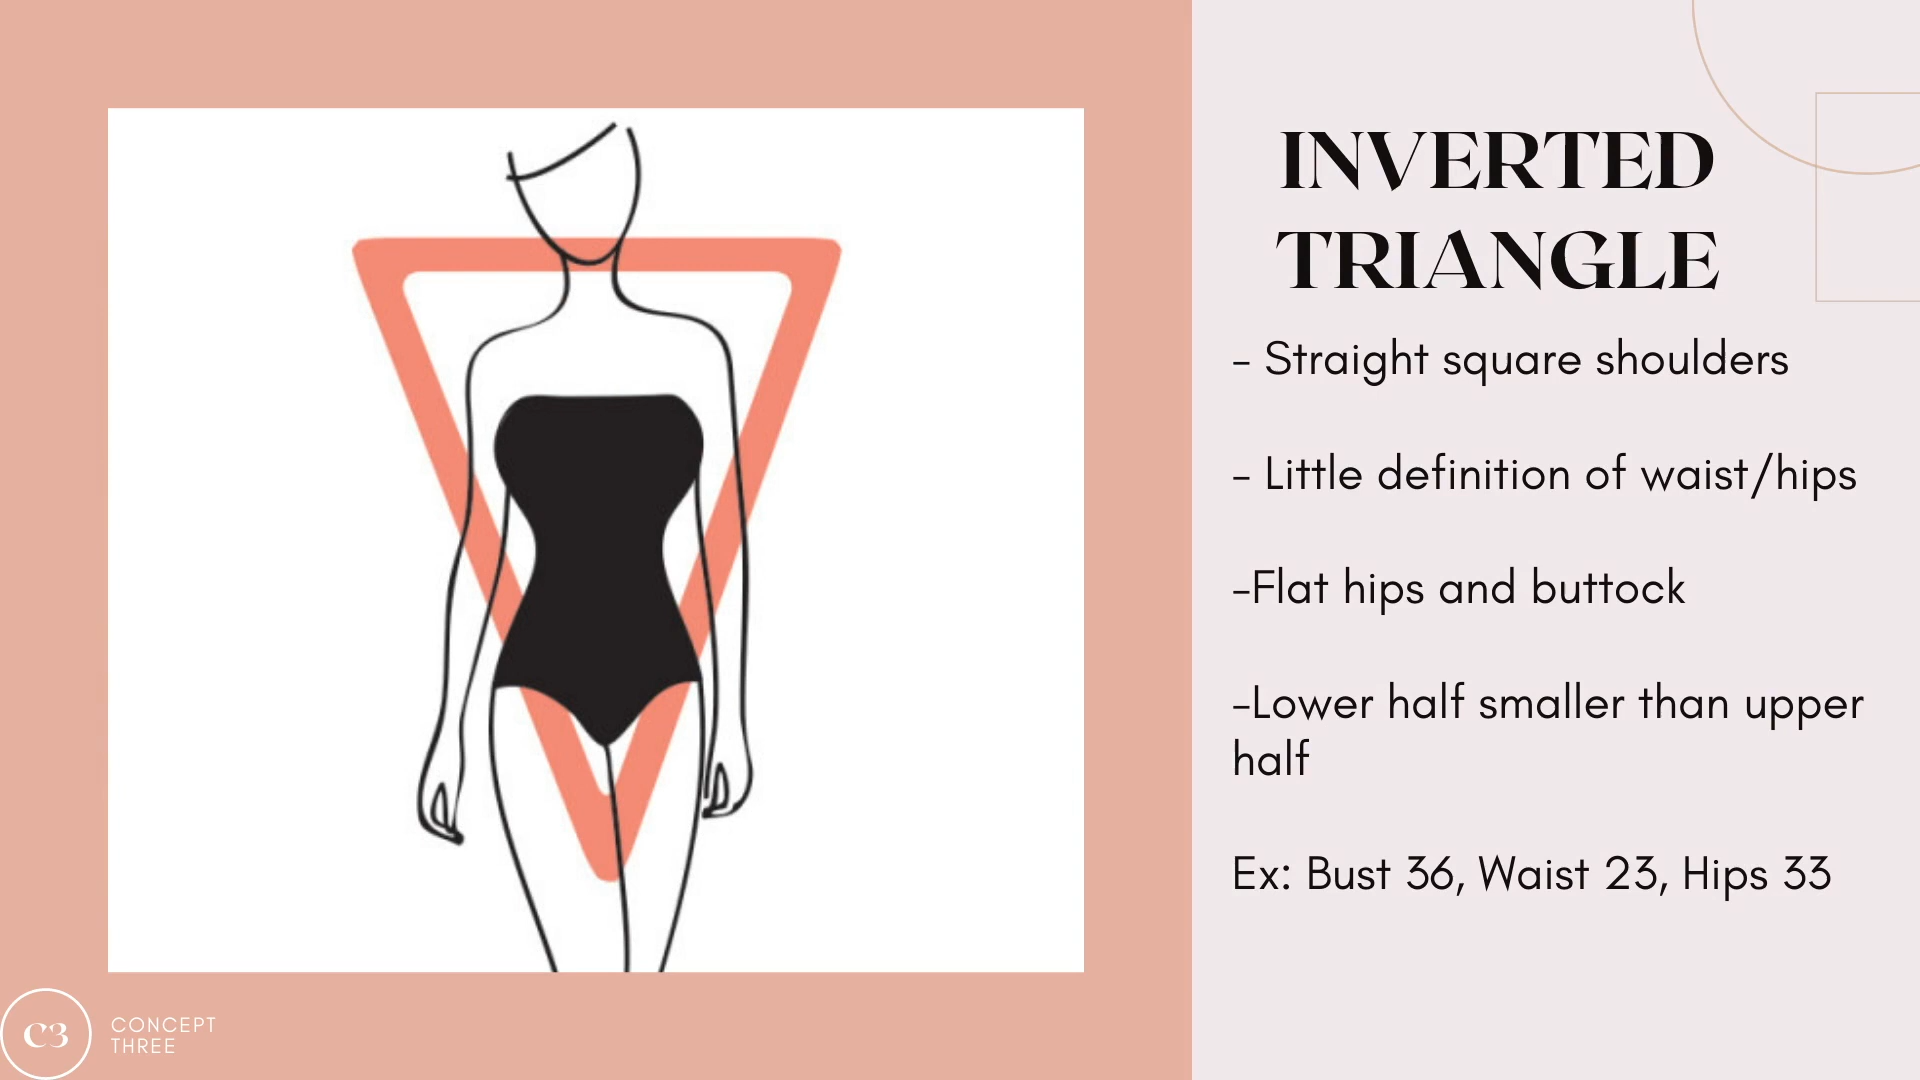 INVERTED
TRIANGLE
- Straight square shoulders
- Little definition of waist/hips
-Flat hips and buttock
-Lower half smaller than upper
half
Ex: Bust 36, Waist 23, Hips 33
C3
CONCEPT
THREE